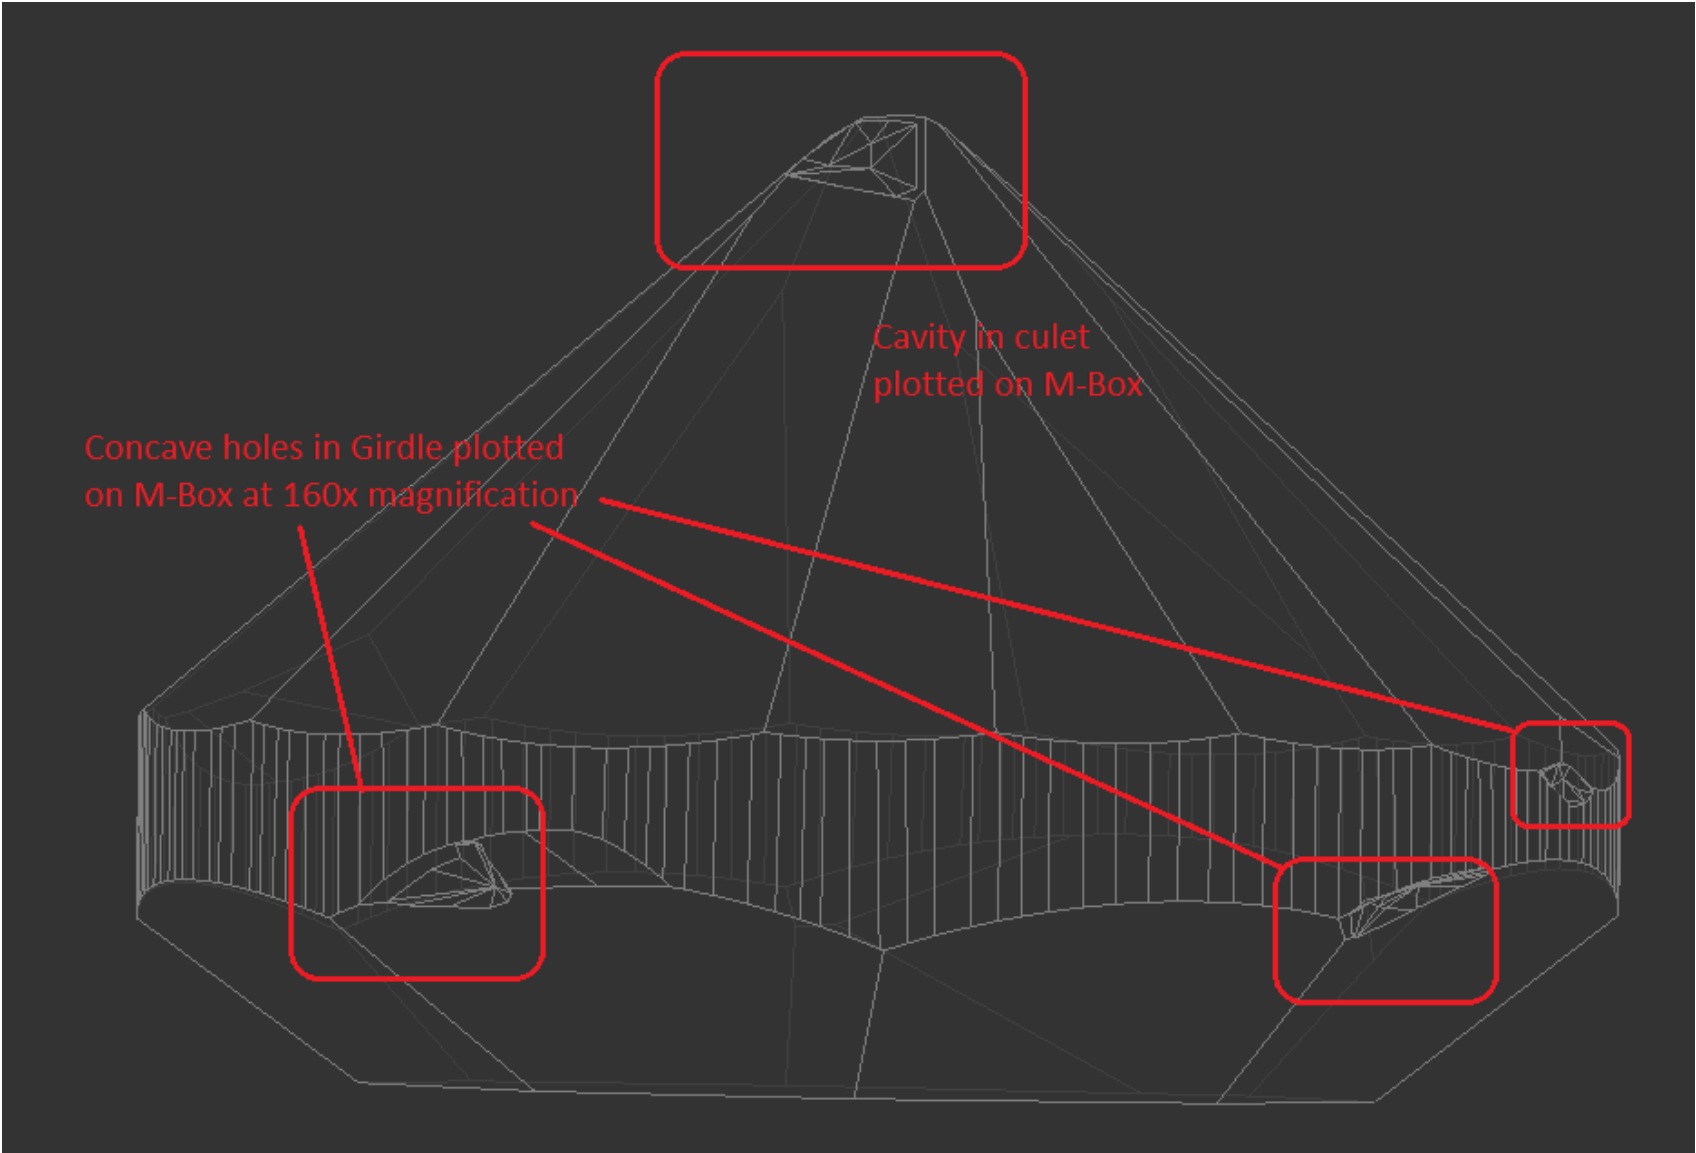 Cavity in culet
plotted on M-Box
Concave holes in Girdle plotted
on M-Box at 160x magnification